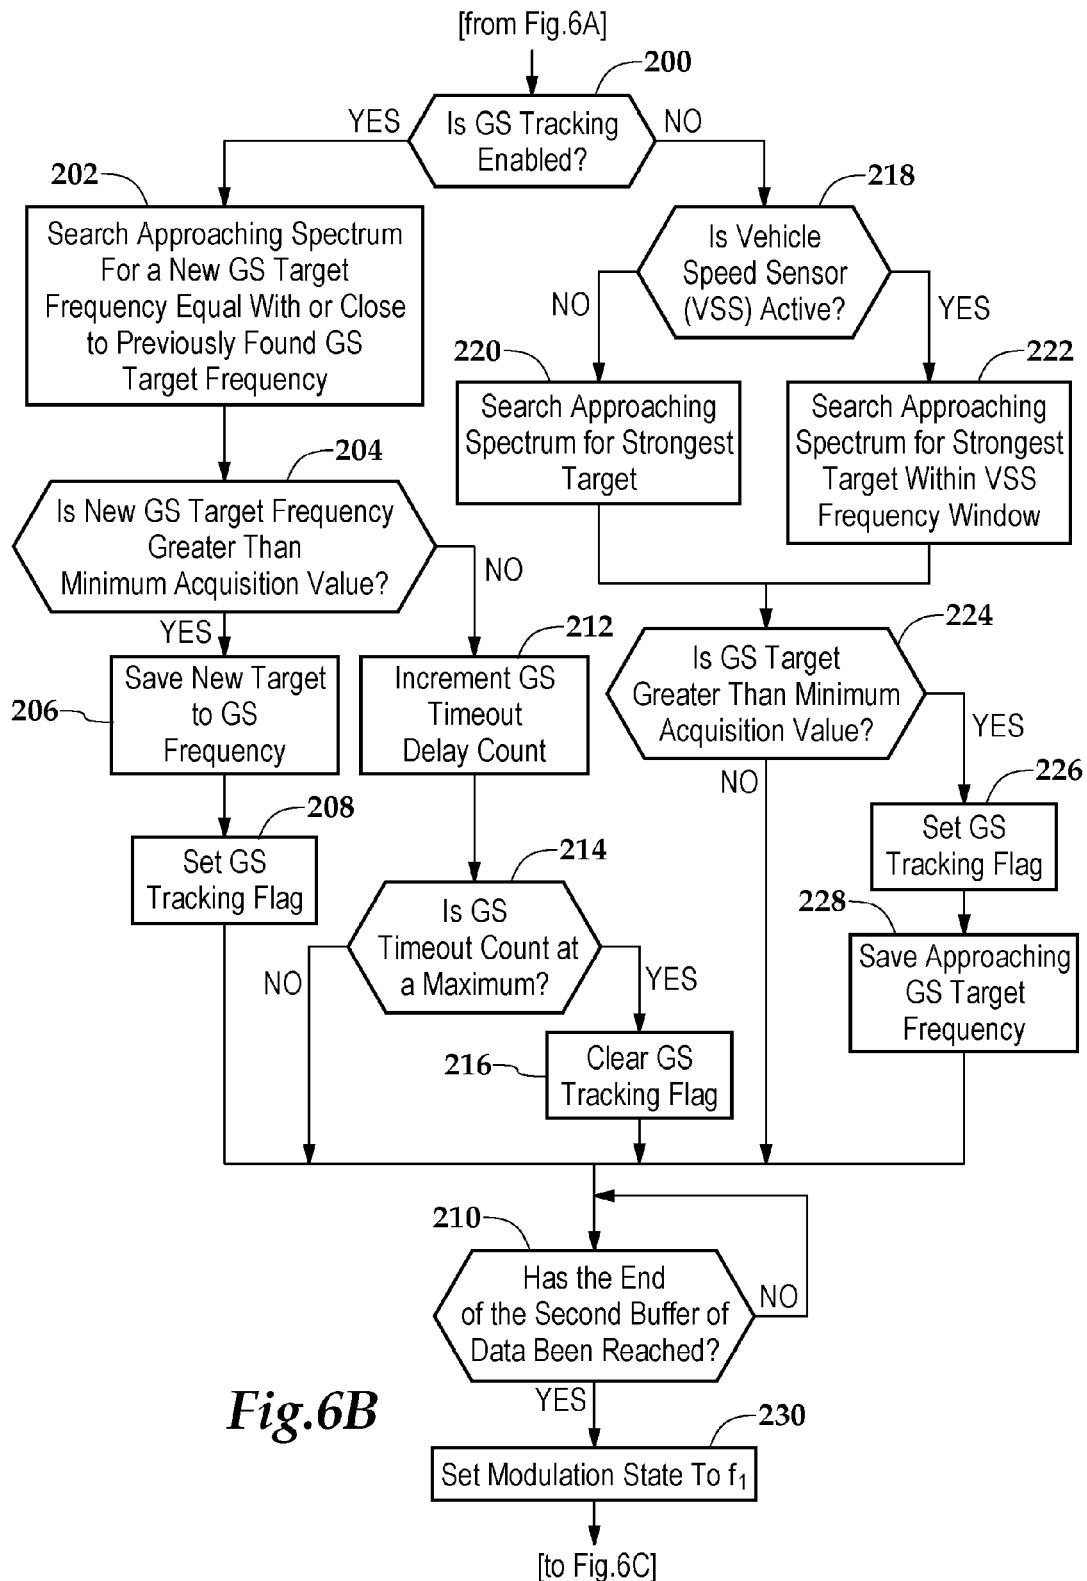 [from Fig.6A]
200
Is GS Tracking
Enabled?
YES
NO
202
Search Approaching Spectrum
For a New GS Target
Frequency Equal With or Close
to Previously Found GS
Target Frequency
218
Is Vehicle
Speed Sensor
(VSS) Active?
NO
YES
220
Search Approaching
Spectrum for Strongest
Target
222
Search Approaching
Spectrum for Strongest
Target Within VSS
Frequency Window
204
Is New GS Target Frequency
Greater Than
Minimum Acquisition Value?
NO
YES
206
Save New Target
to GS
Frequency
212
Increment GS
Timeout
Delay Count
224
Is GS Target
Greater Than Minimum
Acquisition Value?
YES
NO
208
Set GS
Tracking Flag
214
Is GS
Timeout Count at
a Maximum?
NO
YES
216
Clear GS
Tracking Flag
226
Set GS
Tracking Flag
228
Save Approaching
GS Target
Frequency
210
Has the End
of the Second Buffer of
Data Been Reached?
NO
YES
230
Set Modulation State To f₁
[to Fig.6C]
Fig.6B